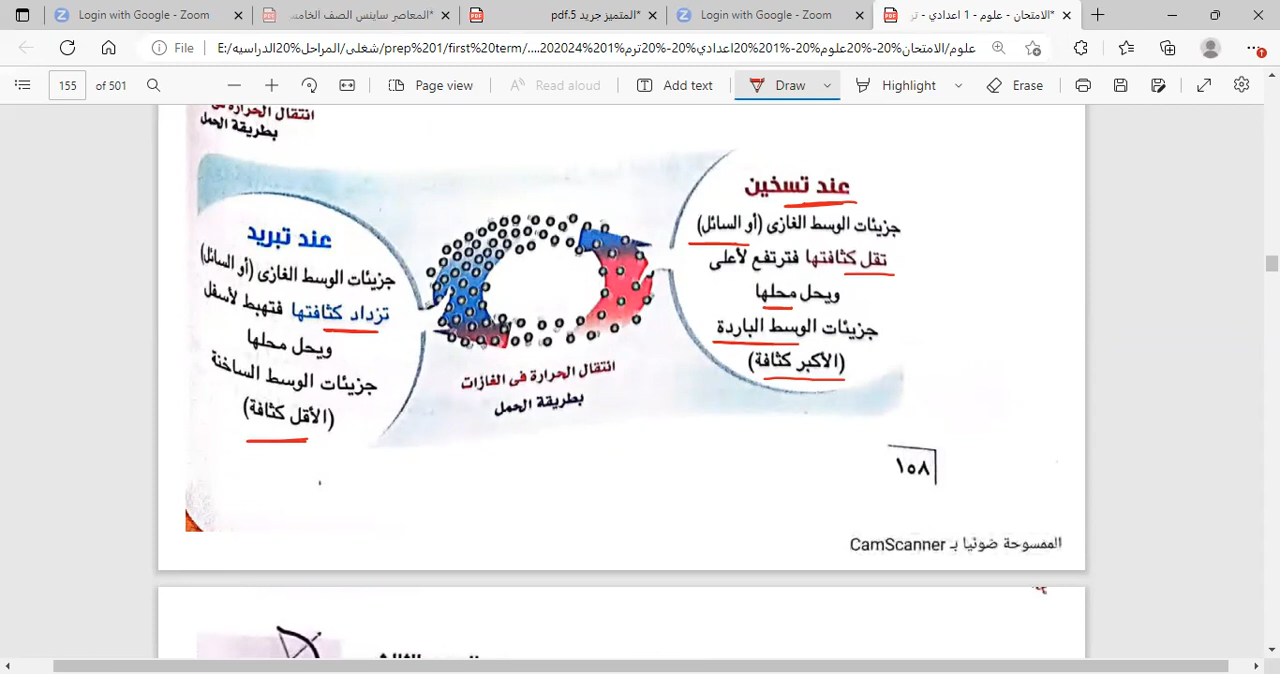 Login with Google - Zoom
*المعاصر ساينس الصف الخامس
*المتميز جريد 5.pdf
Login with Google - Zoom
*الامتحان - علوم - 1 اعدادي - تر
File
E:/شغلى/المراحل%20الدراسيه/prep%201/first%20term/....202024%201%علوم/الامتحان%20-%20علوم%20-%201%20اعدادي%20-%20ترم
155 of 501
Page view
Read aloud
Add text
Draw
Highlight
Erase
انتقال الحرارة فى
بطريقة الحمل
عند تسخين
جزيئات الوسط الغازى (أو السائل)
تقل كثافتها فترتفع لأعلى
ويحل محلها
جزيئات الوسط الباردة
(الأكبر كثافة)
عند تبريد
جزيئات الوسط الغازى (أو السائل)
تزداد كثافتها فتهبط لأسفل
ويحل محلها
جزيئات الوسط الساخنة
(الأقل كثافة)
انتقال الحرارة فى الغازات
بطريقة الحمل
١٥٨
الممسوحة ضوئيا بـ CamScanner